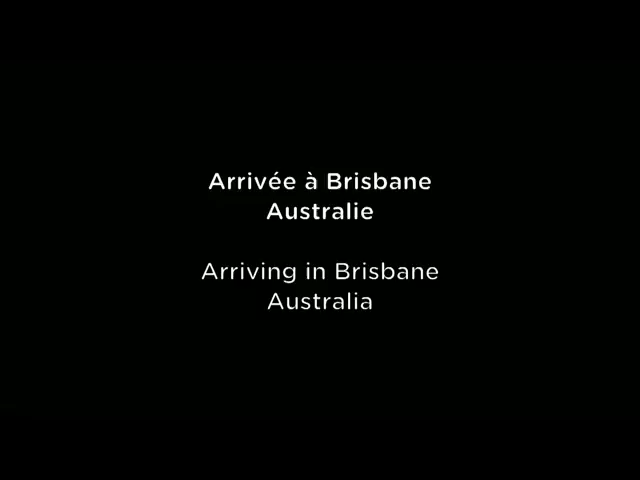 Arrivée à Brisbane
Australie
Arriving in Brisbane
Australia